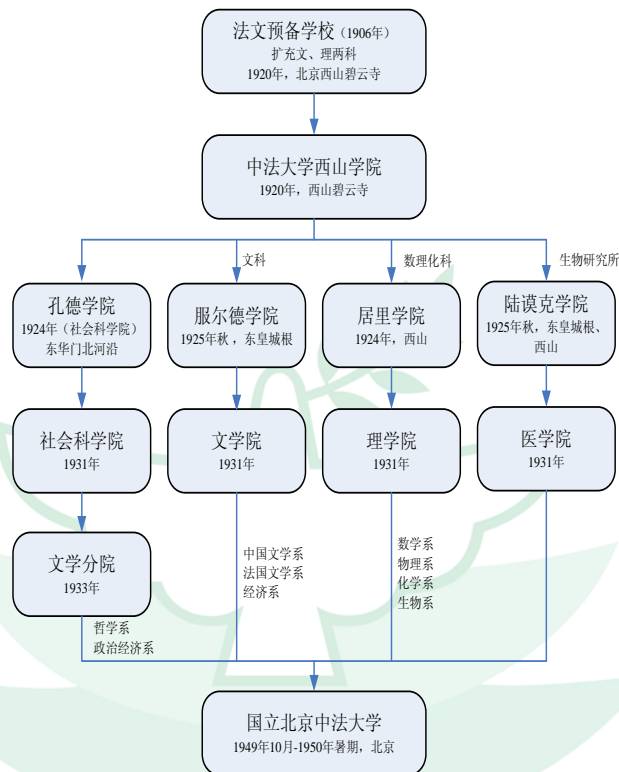 法文预备学校（1906年）
扩充文、理两科
1920年，北京西山碧云寺
中法大学西山学院
1920年，西山碧云寺
文科
数理化科
生物研究所
孔德学院
1924年（社会科学院）
东华门北河沿
服尔德学院
1925年秋，东皇城根
居里学院
1924年，西山
陆谟克学院
1925年秋，东皇城根、
西山
社会科学院
1931年
文学院
1931年
理学院
1931年
医学院
1931年
文学分院
1933年
中国文学系
法国文学系
经济系
数学系
物理系
化学系
生物系
哲学系
政治经济系
国立北京中法大学
1949年10月-1950年暑期，北京